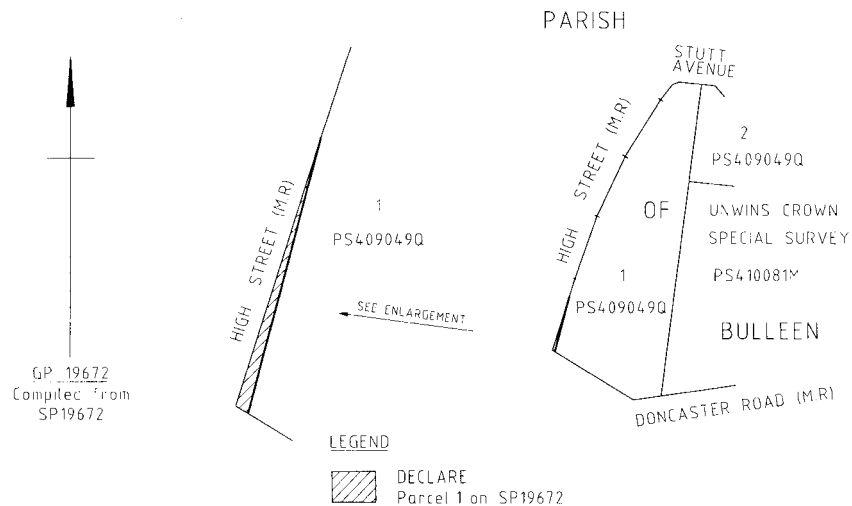 PARISH
STUTT
AVENUE
HIGH STREET (M.R)
2
PS409049Q
OF
UNWINS CROWN
SPECIAL SURVEY
PS410081M
1
PS409049Q
BULLEEN
DONCASTER ROAD (M.R)
HIGH STREET (M.R)
1
PS409049Q
SEE ENLARGEMENT
GP 19672
Compiled from
SP19672
LEGEND
DECLARE
Parcel 1 on SP19672